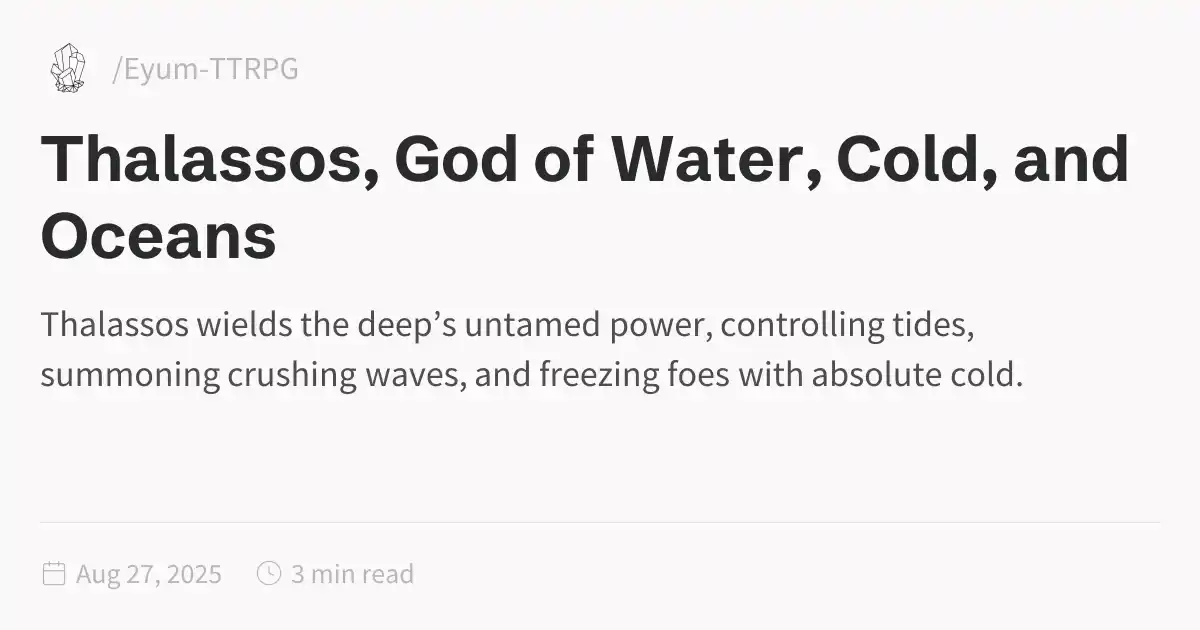 /Eyum-TTRPG
Thalassos, God of Water, Cold, and
Oceans
Thalassos wields the deep’s untamed power, controlling tides,
summoning crushing waves, and freezing foes with absolute cold.
Aug 27, 2025 3 min read